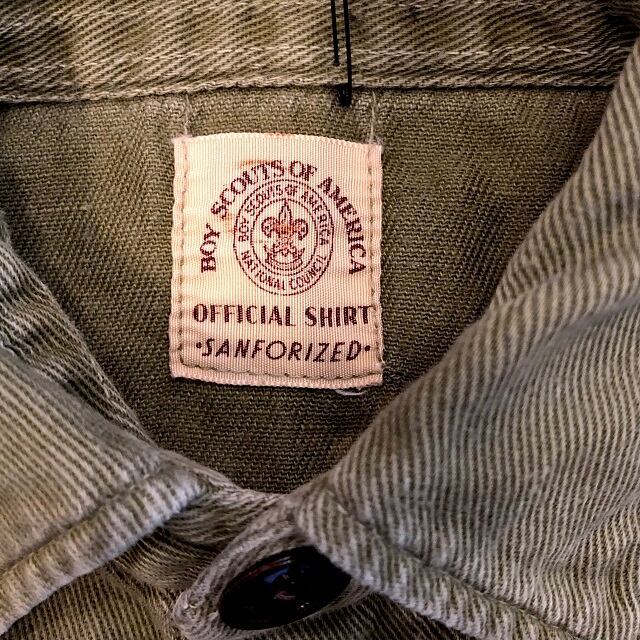 BOY SCOUTS OF AMERICA
BOY SCOUTS OF AMERICA
NATIONAL COUNCIL
OFFICIAL SHIRT
•SANFORIZED•